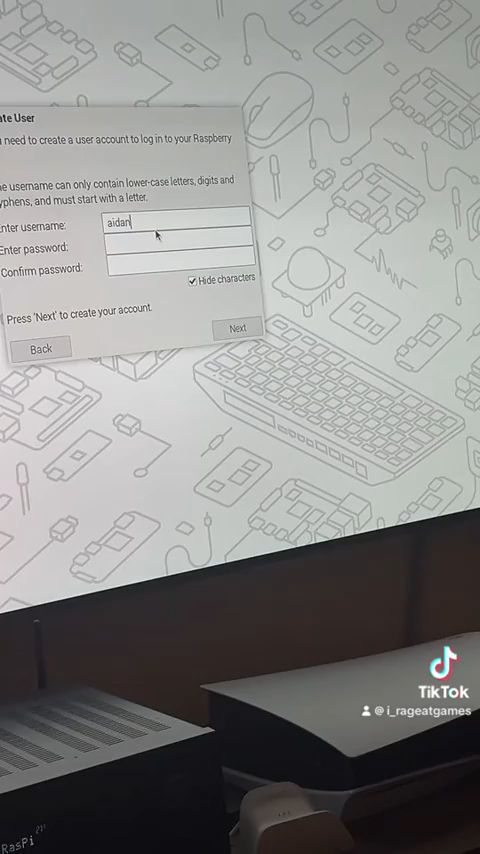 ate User
need to create a user account to log in to your Raspberry
e username can only contain lower-case letters, digits and
yphens, and must start with a letter.
nter username:
aidan
Enter password:
Confirm password:
Hide characters
Press 'Next' to create your account.
Back
Next
TikTok
@i_rageatgames
RasPi